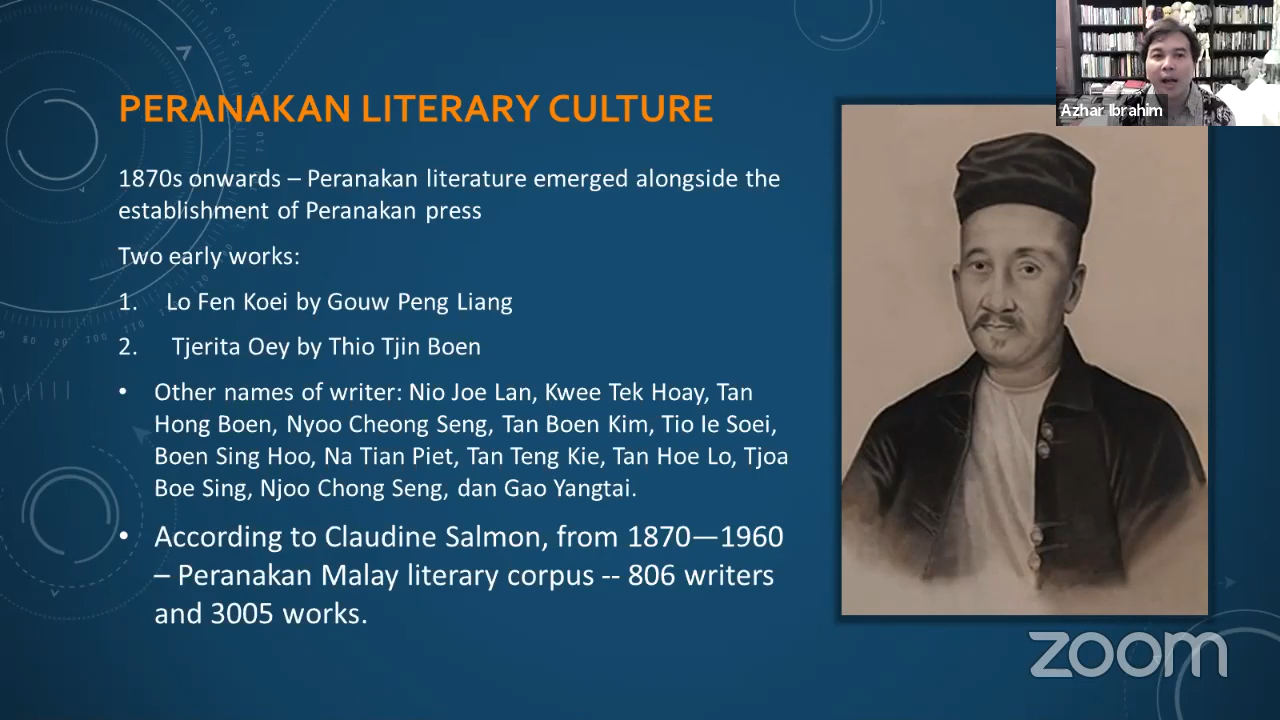 Azhar Ibrahim
PERANAKAN LITERARY CULTURE
1870s onwards – Peranakan literature emerged alongside the
establishment of Peranakan press
Two early works:
1. Lo Fen Koei by Gouw Peng Liang
2. Tjerita Oey by Thio Tjin Boen
• Other names of writer: Nio Joe Lan, Kwee Tek Hoay, Tan
Hong Boen, Nyoo Cheong Seng, Tan Boen Kim, Tio Ie Soei,
Boen Sing Hoo, Na Tian Piet, Tan Teng Kie, Tan Hoe Lo, Tjoa
Boe Sing, Njoo Chong Seng, dan Gao Yangtai.
• According to Claudine Salmon, from 1870—1960
– Peranakan Malay literary corpus -- 806 writers
and 3005 works.
zoom